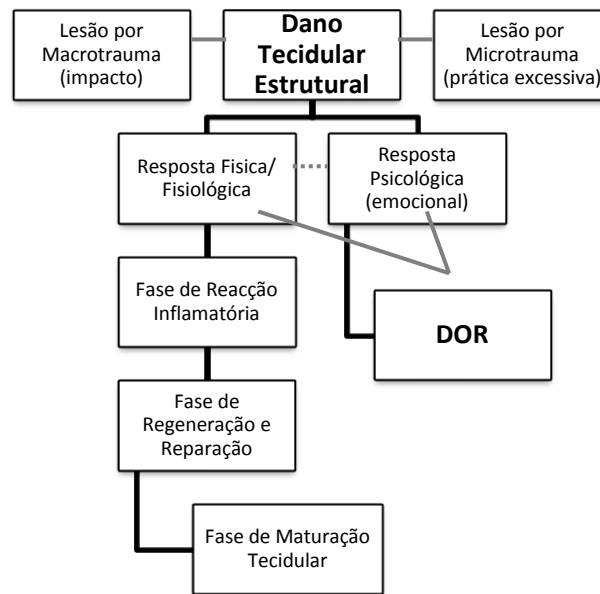 Lesão por
Macrotrauma
(impacto)
Dano
Tecidular
Estrutural
Lesão por
Microtrauma
(prática excessiva)
Resposta Fisica/
Fisiológica
Resposta
Psicológica
(emocional)
Fase de Reacção
Inflamatória
DOR
Fase de
Regeneração e
Reparação
Fase de Maturação
Tecidular